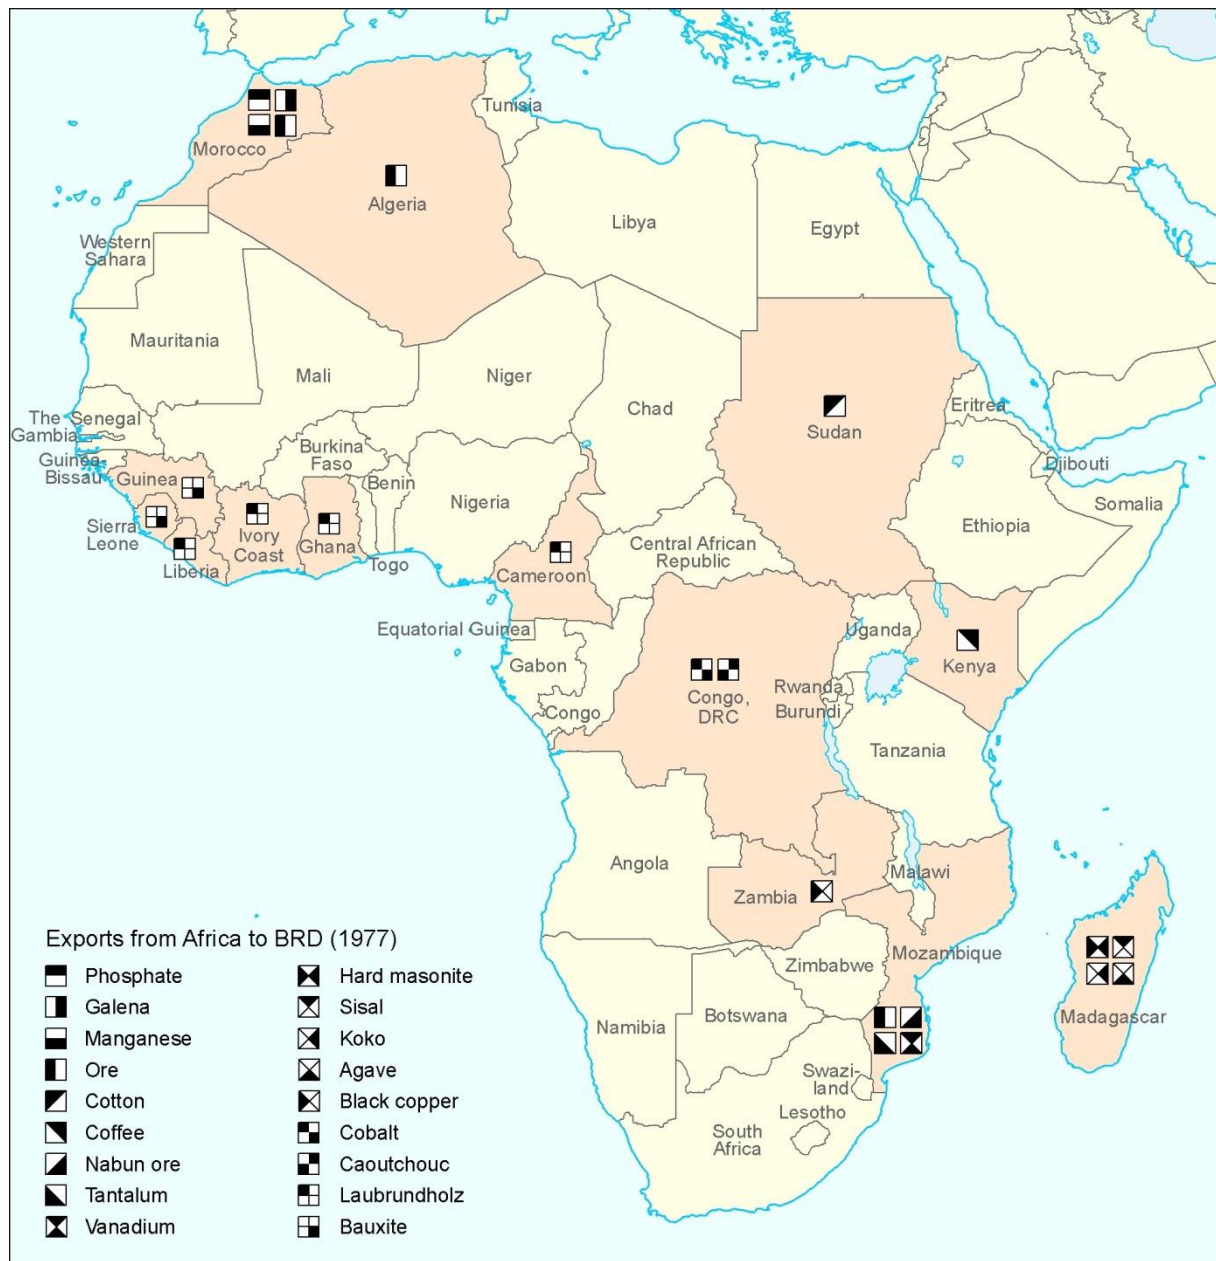 Tunisia
Morocco
Algeria
Libya
Egypt
Western
Sahara
Mauritania
Mali
Niger
Chad
Sudan
Eritrea
The Senegal
Gambia
Guinea-
Bissau
Guinea
Burkina
Faso
Benin
Nigeria
Djibouti
Somalia
Ethiopia
Sierra
Leone
Liberia
Ivory
Coast
Ghana
Togo
Cameroon
Central African
Republic
Equatorial Guinea
Gabon
Congo
Congo,
DRC
Uganda
Kenya
Rwanda
Burundi
Tanzania
Angola
Zambia
Malawi
Mozambique
Zimbabwe
Namibia
Botswana
Madagascar
Swazi-
land
Lesotho
South
Africa
Exports from Africa to BRD (1977)
Phosphate
Galena
Manganese
Ore
Cotton
Coffee
Nabun ore
Tantalum
Vanadium
Hard masonite
Sisal
Koko
Agave
Black copper
Cobalt
Caoutchouc
Laubrundholz
Bauxite